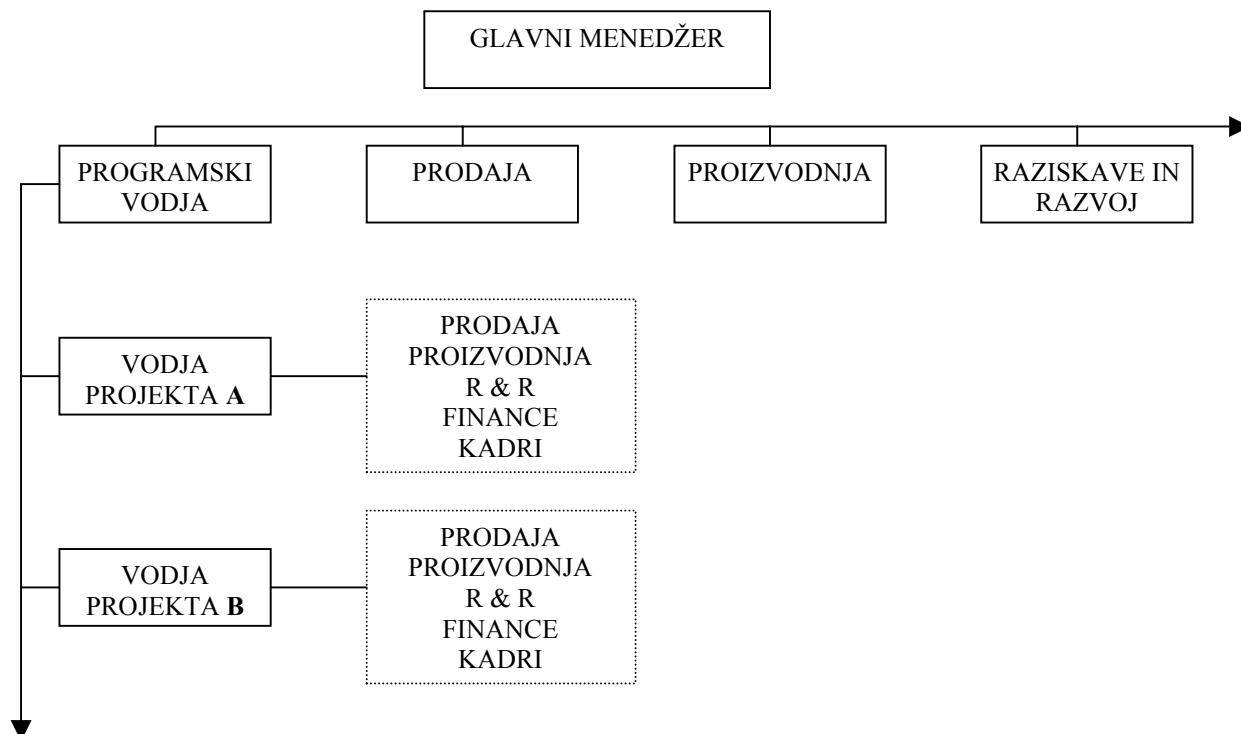 GLAVNI MENEDŽER
PROGRAMSKI
VODJA
PRODAJA
PROIZVODNJA
RAZISKAVE IN
RAZVOJ
VODJA
PROJEKTA A
PRODAJA
PROIZVODNJA
R & R
FINANCE
KADRI
VODJA
PROJEKTA B
PRODAJA
PROIZVODNJA
R & R
FINANCE
KADRI